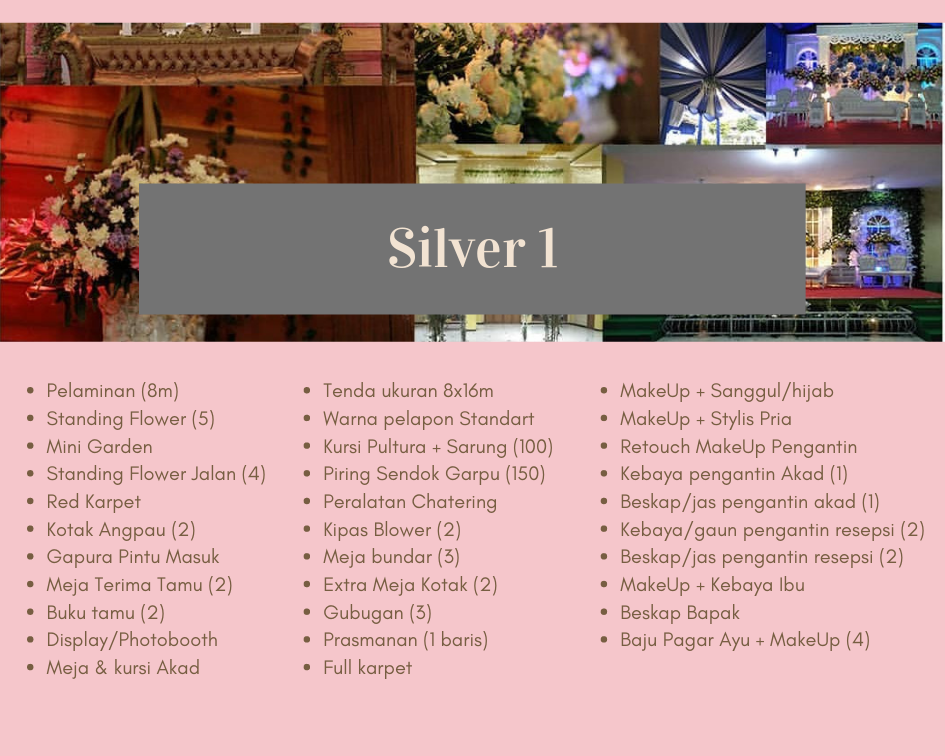 Silver 1
Pelaminan (8m)
Standing Flower (5)
Mini Garden
Standing Flower Jalan (4)
Red Karpet
Kotak Angpau (2)
Gapura Pintu Masuk
Meja Terima Tamu (2)
Buku tamu (2)
Display/Photobooth
Meja & kursi Akad
Tenda ukuran 8x16m
Warna pelapon Standart
Kursi Pultura + Sarung (100)
Piring Sendok Garpu (150)
Peralatan Chatering
Kipas Blower (2)
Meja bundar (3)
Extra Meja Kotak (2)
Gubugan (3)
Prasmanan (1 baris)
Full karpet
MakeUp + Sanggul/hijab
MakeUp + Stylis Pria
Retouch MakeUp Pengantin
Kebaya pengantin Akad (1)
Beskap/jas pengantin akad (1)
Kebaya/gaun pengantin resepsi (2)
Beskap/jas pengantin resepsi (2)
MakeUp + Kebaya Ibu
Beskap Bapak
Baju Pagar Ayu + MakeUp (4)